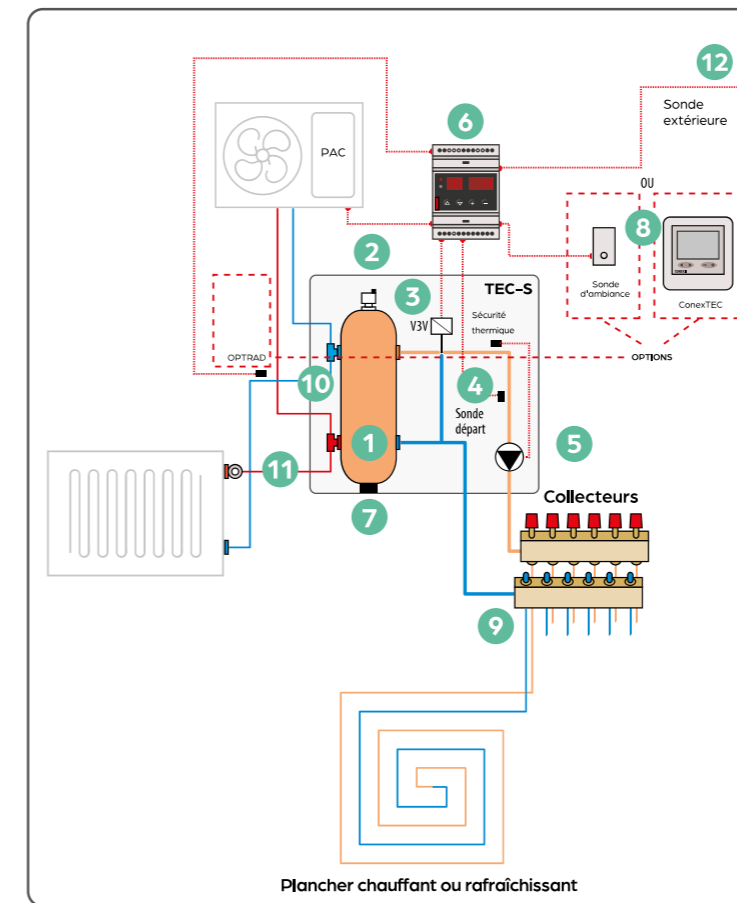 12
Sonde
extérieure
6
PAC
OU
8
2
Sonde
d'ambiance
ConexTEC
TEC-S
3
V3V
Sécurité
thermique
OPTRAD
OPTIONS
10
4
Sonde
départ
1
5
11
7
Collecteurs
9
Plancher chauffant ou rafraîchissant